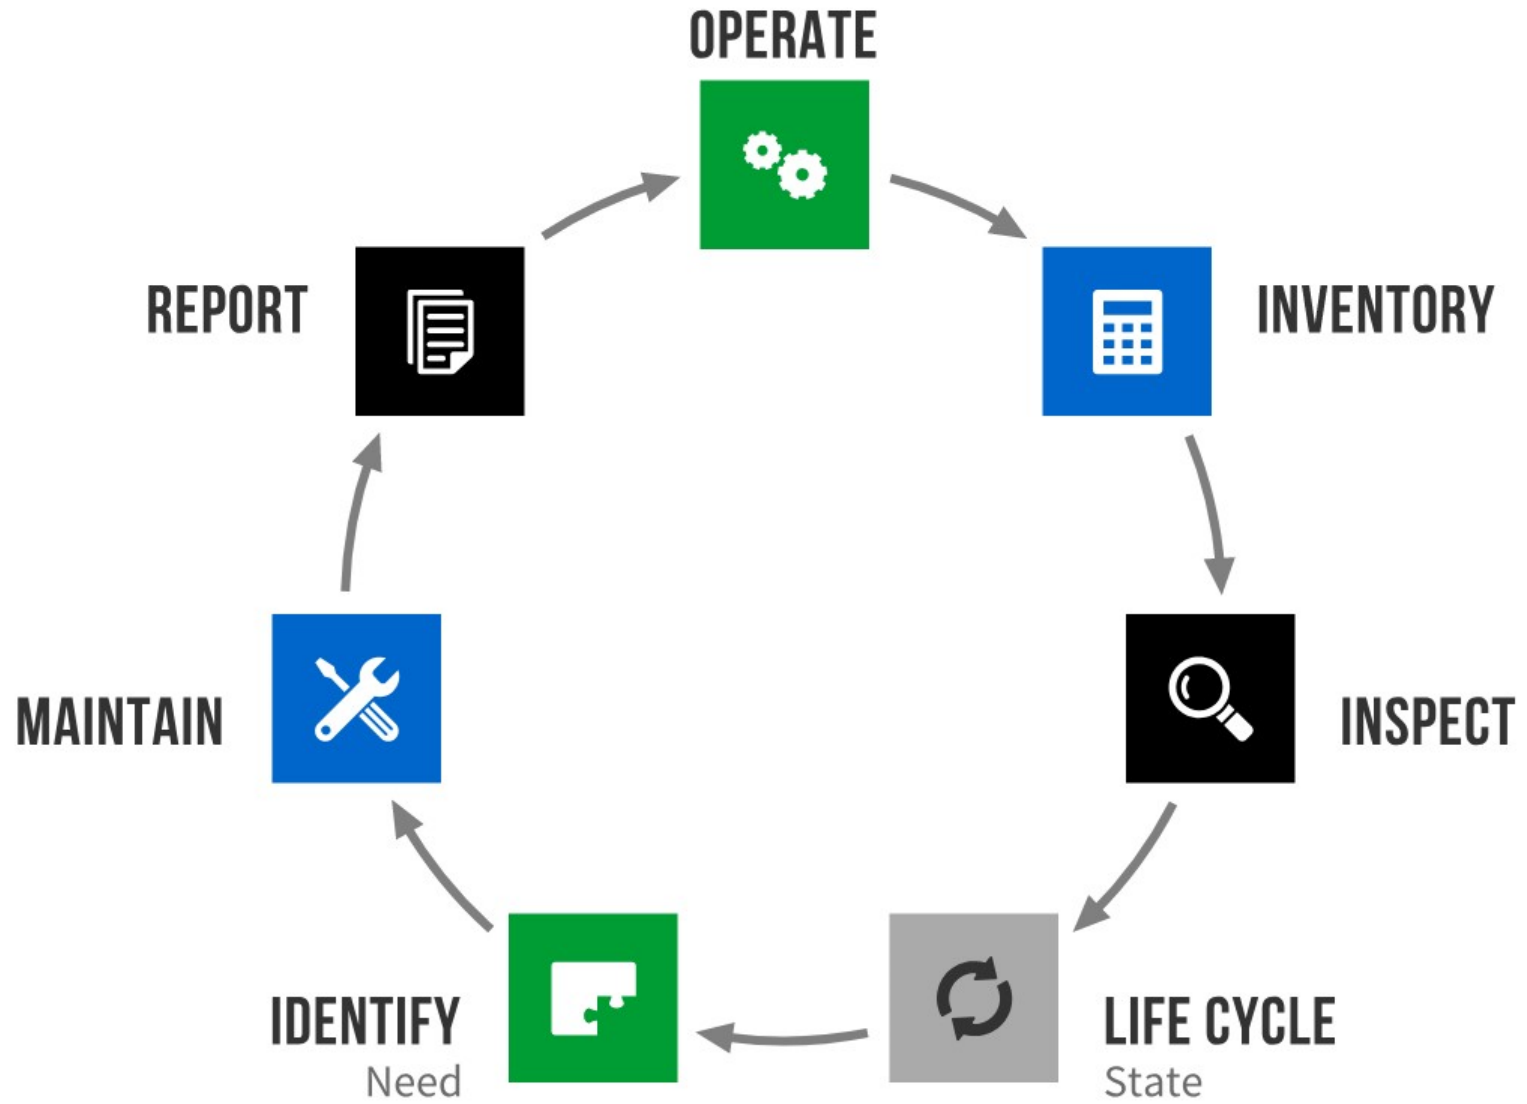 OPERATE
INVENTORY
INSPECT
LIFE CYCLE
State
IDENTIFY
Need
MAINTAIN
REPORT